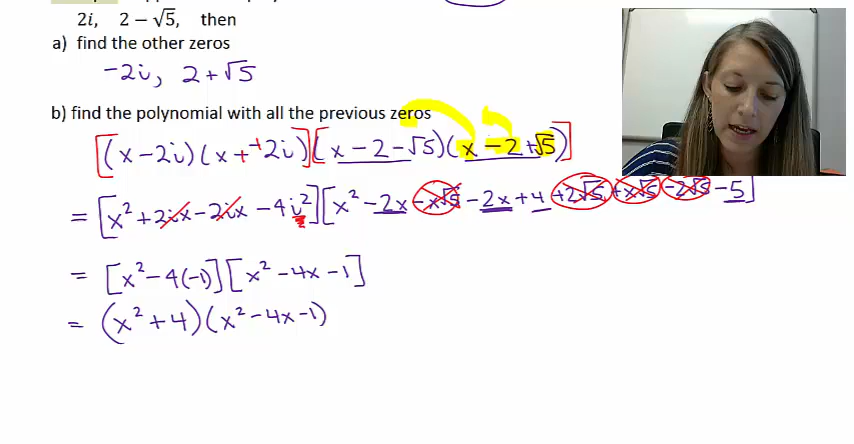 2i, 2 − √5, then
a) find the other zeros
−2i, 2 + √5
b) find the polynomial with all the previous zeros
[(x − 2i)(x + +2i)][(x − 2 − √5)(x − 2 + √5)]
= [x² + 2ix − 2ix − 4i²][x² − 2x − x√5 − 2x + 4 + 2√5 + x√5 − 2√5 − 5]
= [x² − 4(−1)][x² − 4x − 1]
= (x² + 4)(x² − 4x − 1)